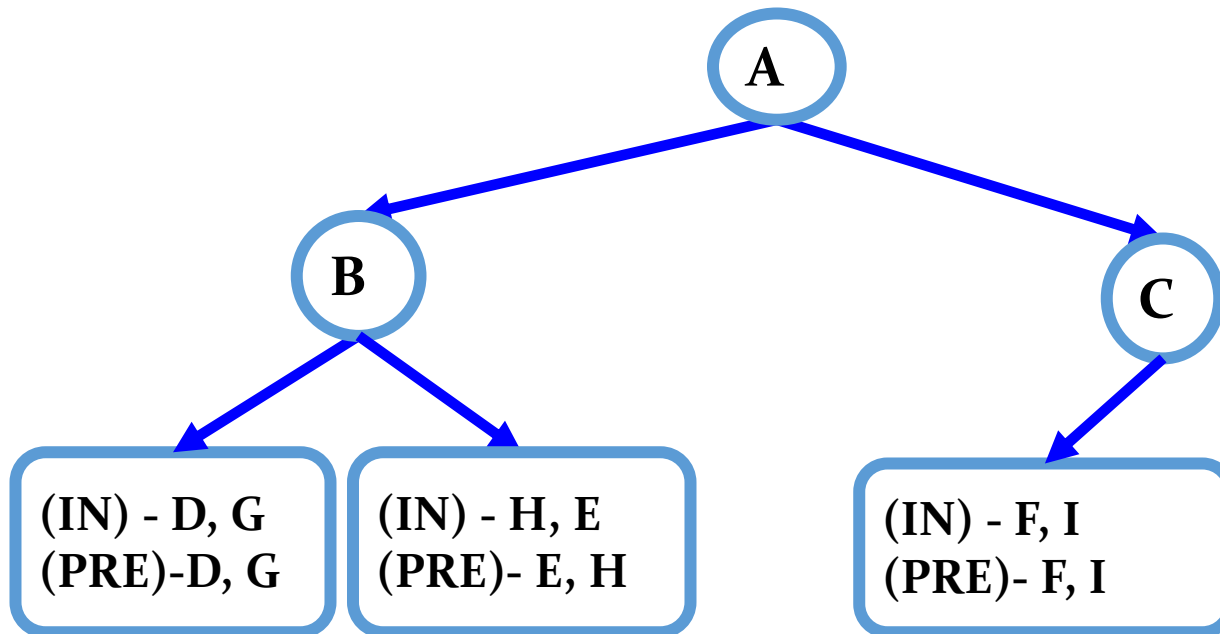 A
B
C
(IN) - D, G
(PRE)-D, G
(IN) - H, E
(PRE)- E, H
(IN) - F, I
(PRE)- F, I